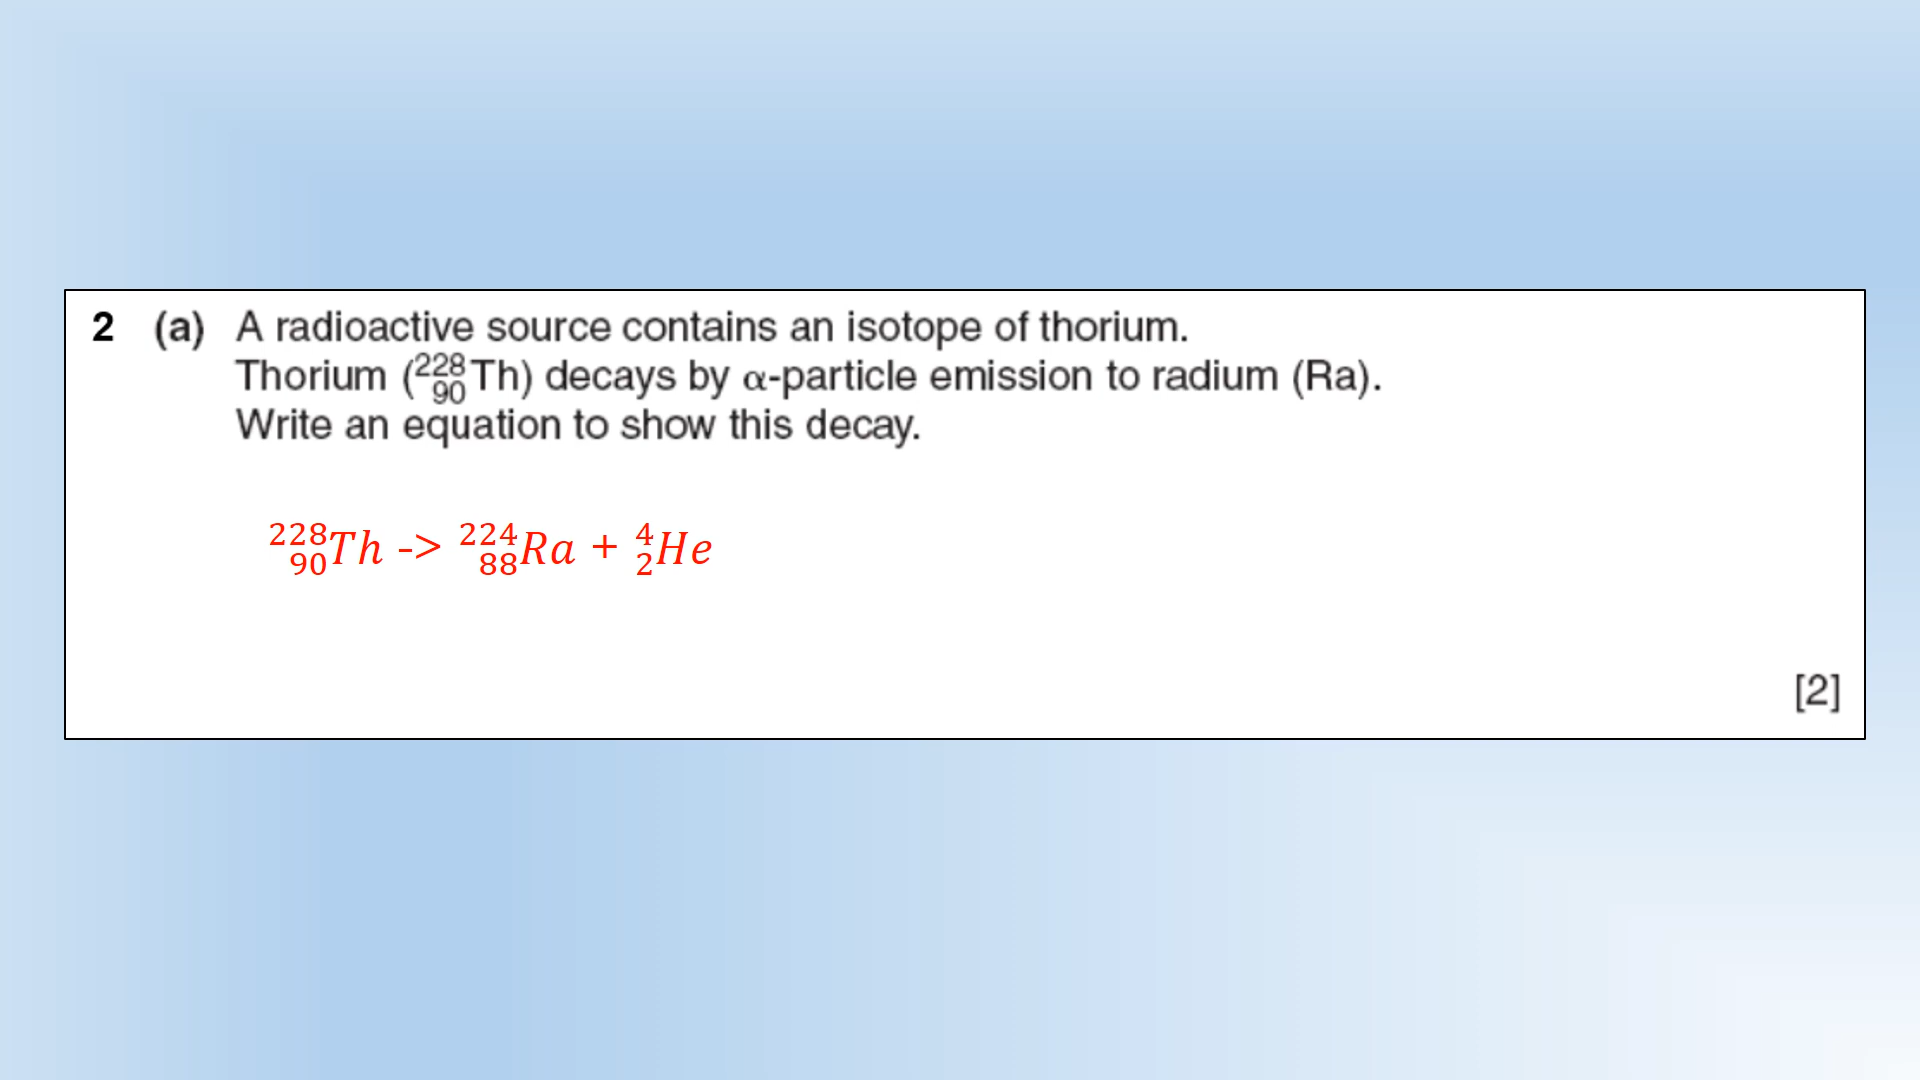 2 (a) A radioactive source contains an isotope of thorium.
Thorium (²²⁸₉₀Th) decays by α-particle emission to radium (Ra).
Write an equation to show this decay.
²²⁸₉₀Th -> ²²⁴₈₈Ra + ⁴₂He
[2]